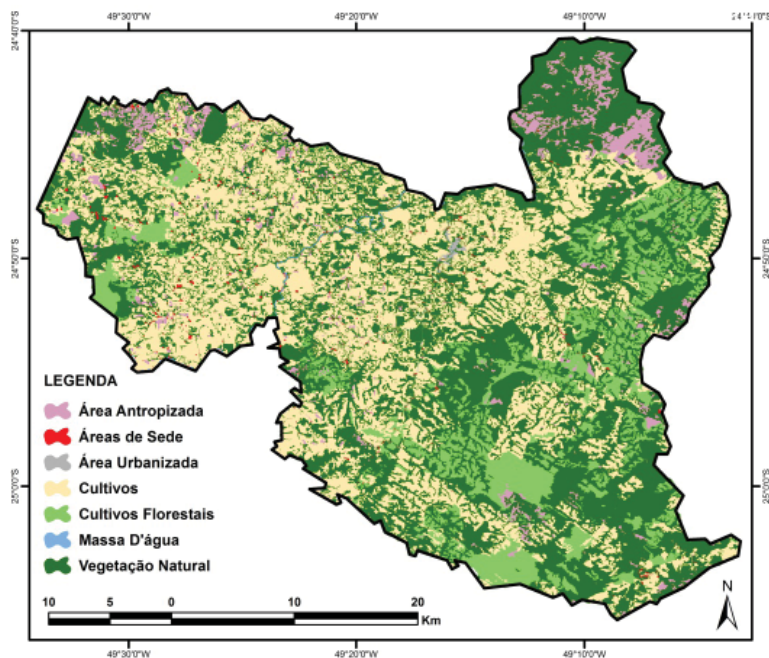 49°30'0"W 49°20'0"W 49°10'0"W
24°40'0"S
24°50'0"S 24°50'0"S
LEGENDA
Área Antropizada
Áreas de Sede
Área Urbanizada
Cultivos
25°0'0"S 25°0'0"S
Cultivos Florestais
Massa D'água
Vegetação Natural
N
10 5 0 10 20
Km
49°30'0"W 49°20'0"W 49°10'0"W